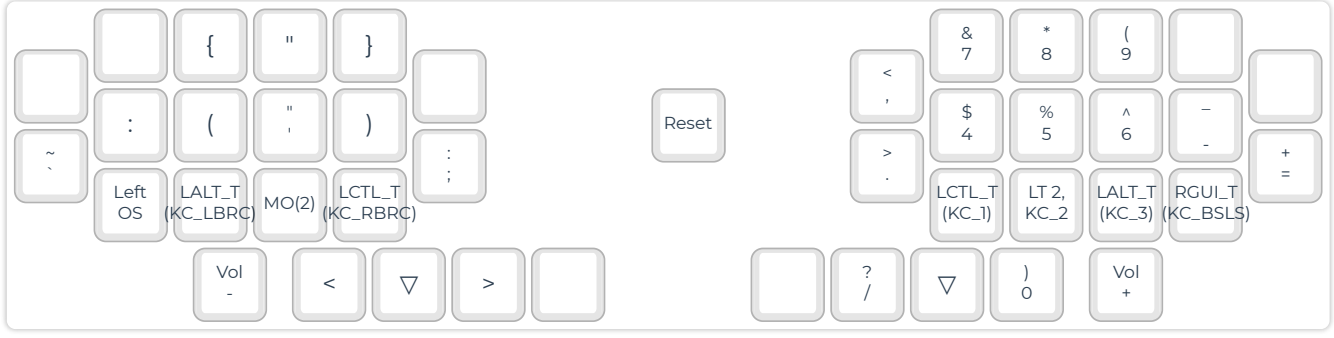 { " }
& * (
7 8 9
<
,
: ( " )
'
Reset
$ % ^ _
4 5 6 -
~
`
:
;
>
.
+
=
Left LALT_T MO(2) LCTL_T
OS (KC_LBRC) (KC_RBRC)
LCTL_T LT 2, LALT_T RGUI_T
(KC_1) KC_2 (KC_3) (KC_BSLS)
Vol < ▽ > ? ▽ ) Vol
- / 0 +